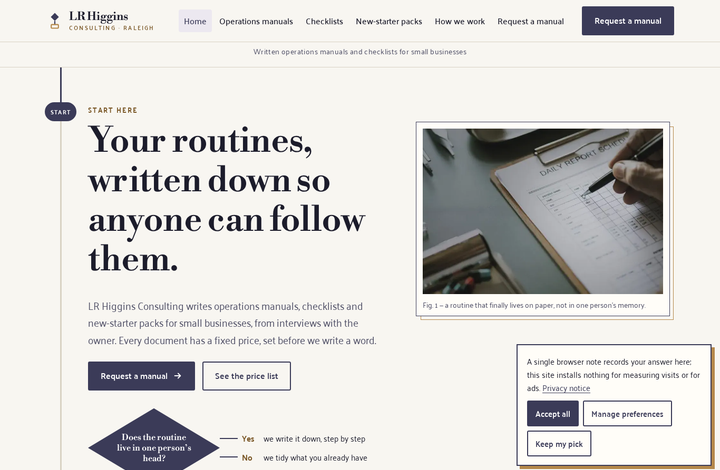 LR Higgins
CONSULTING · RALEIGH
Home
Operations manuals
Checklists
New-starter packs
How we work
Request a manual
Request a manual
Written operations manuals and checklists for small businesses
START
START HERE
Your routines,
written down so
anyone can follow
them.
DAILY REPORT SCHE
Fig. 1 – a routine that finally lives on paper, not in one person's memory.
LR Higgins Consulting writes operations manuals, checklists and
new-starter packs for small businesses, from interviews with the
owner. Every document has a fixed price, set before we write a word.
Request a manual →
See the price list
Does the routine
live in one person's
head?
Yes we write it down, step by step
No we tidy what you already have
A single browser note records your answer here;
this site installs nothing for measuring visits or for
ads. Privacy notice
Accept all
Manage preferences
Keep my pick